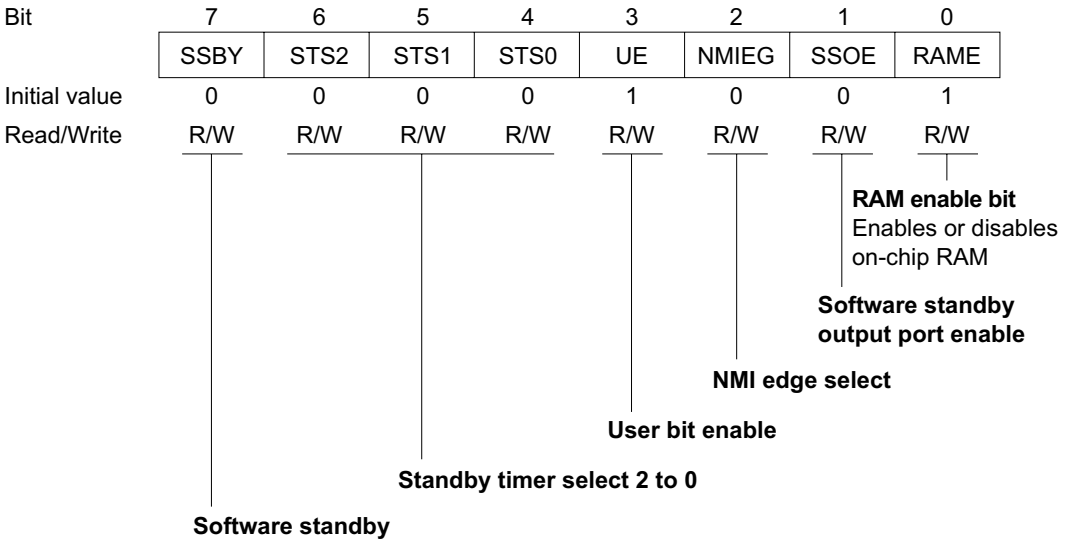 Bit 7 6 5 4 3 2 1 0
SSBY STS2 STS1 STS0 UE NMIEG SSOE RAME
Initial value 0 0 0 0 1 0 0 1
Read/Write R/W R/W R/W R/W R/W R/W R/W R/W
RAM enable bit
Enables or disables
on-chip RAM
Software standby
output port enable
NMI edge select
User bit enable
Standby timer select 2 to 0
Software standby